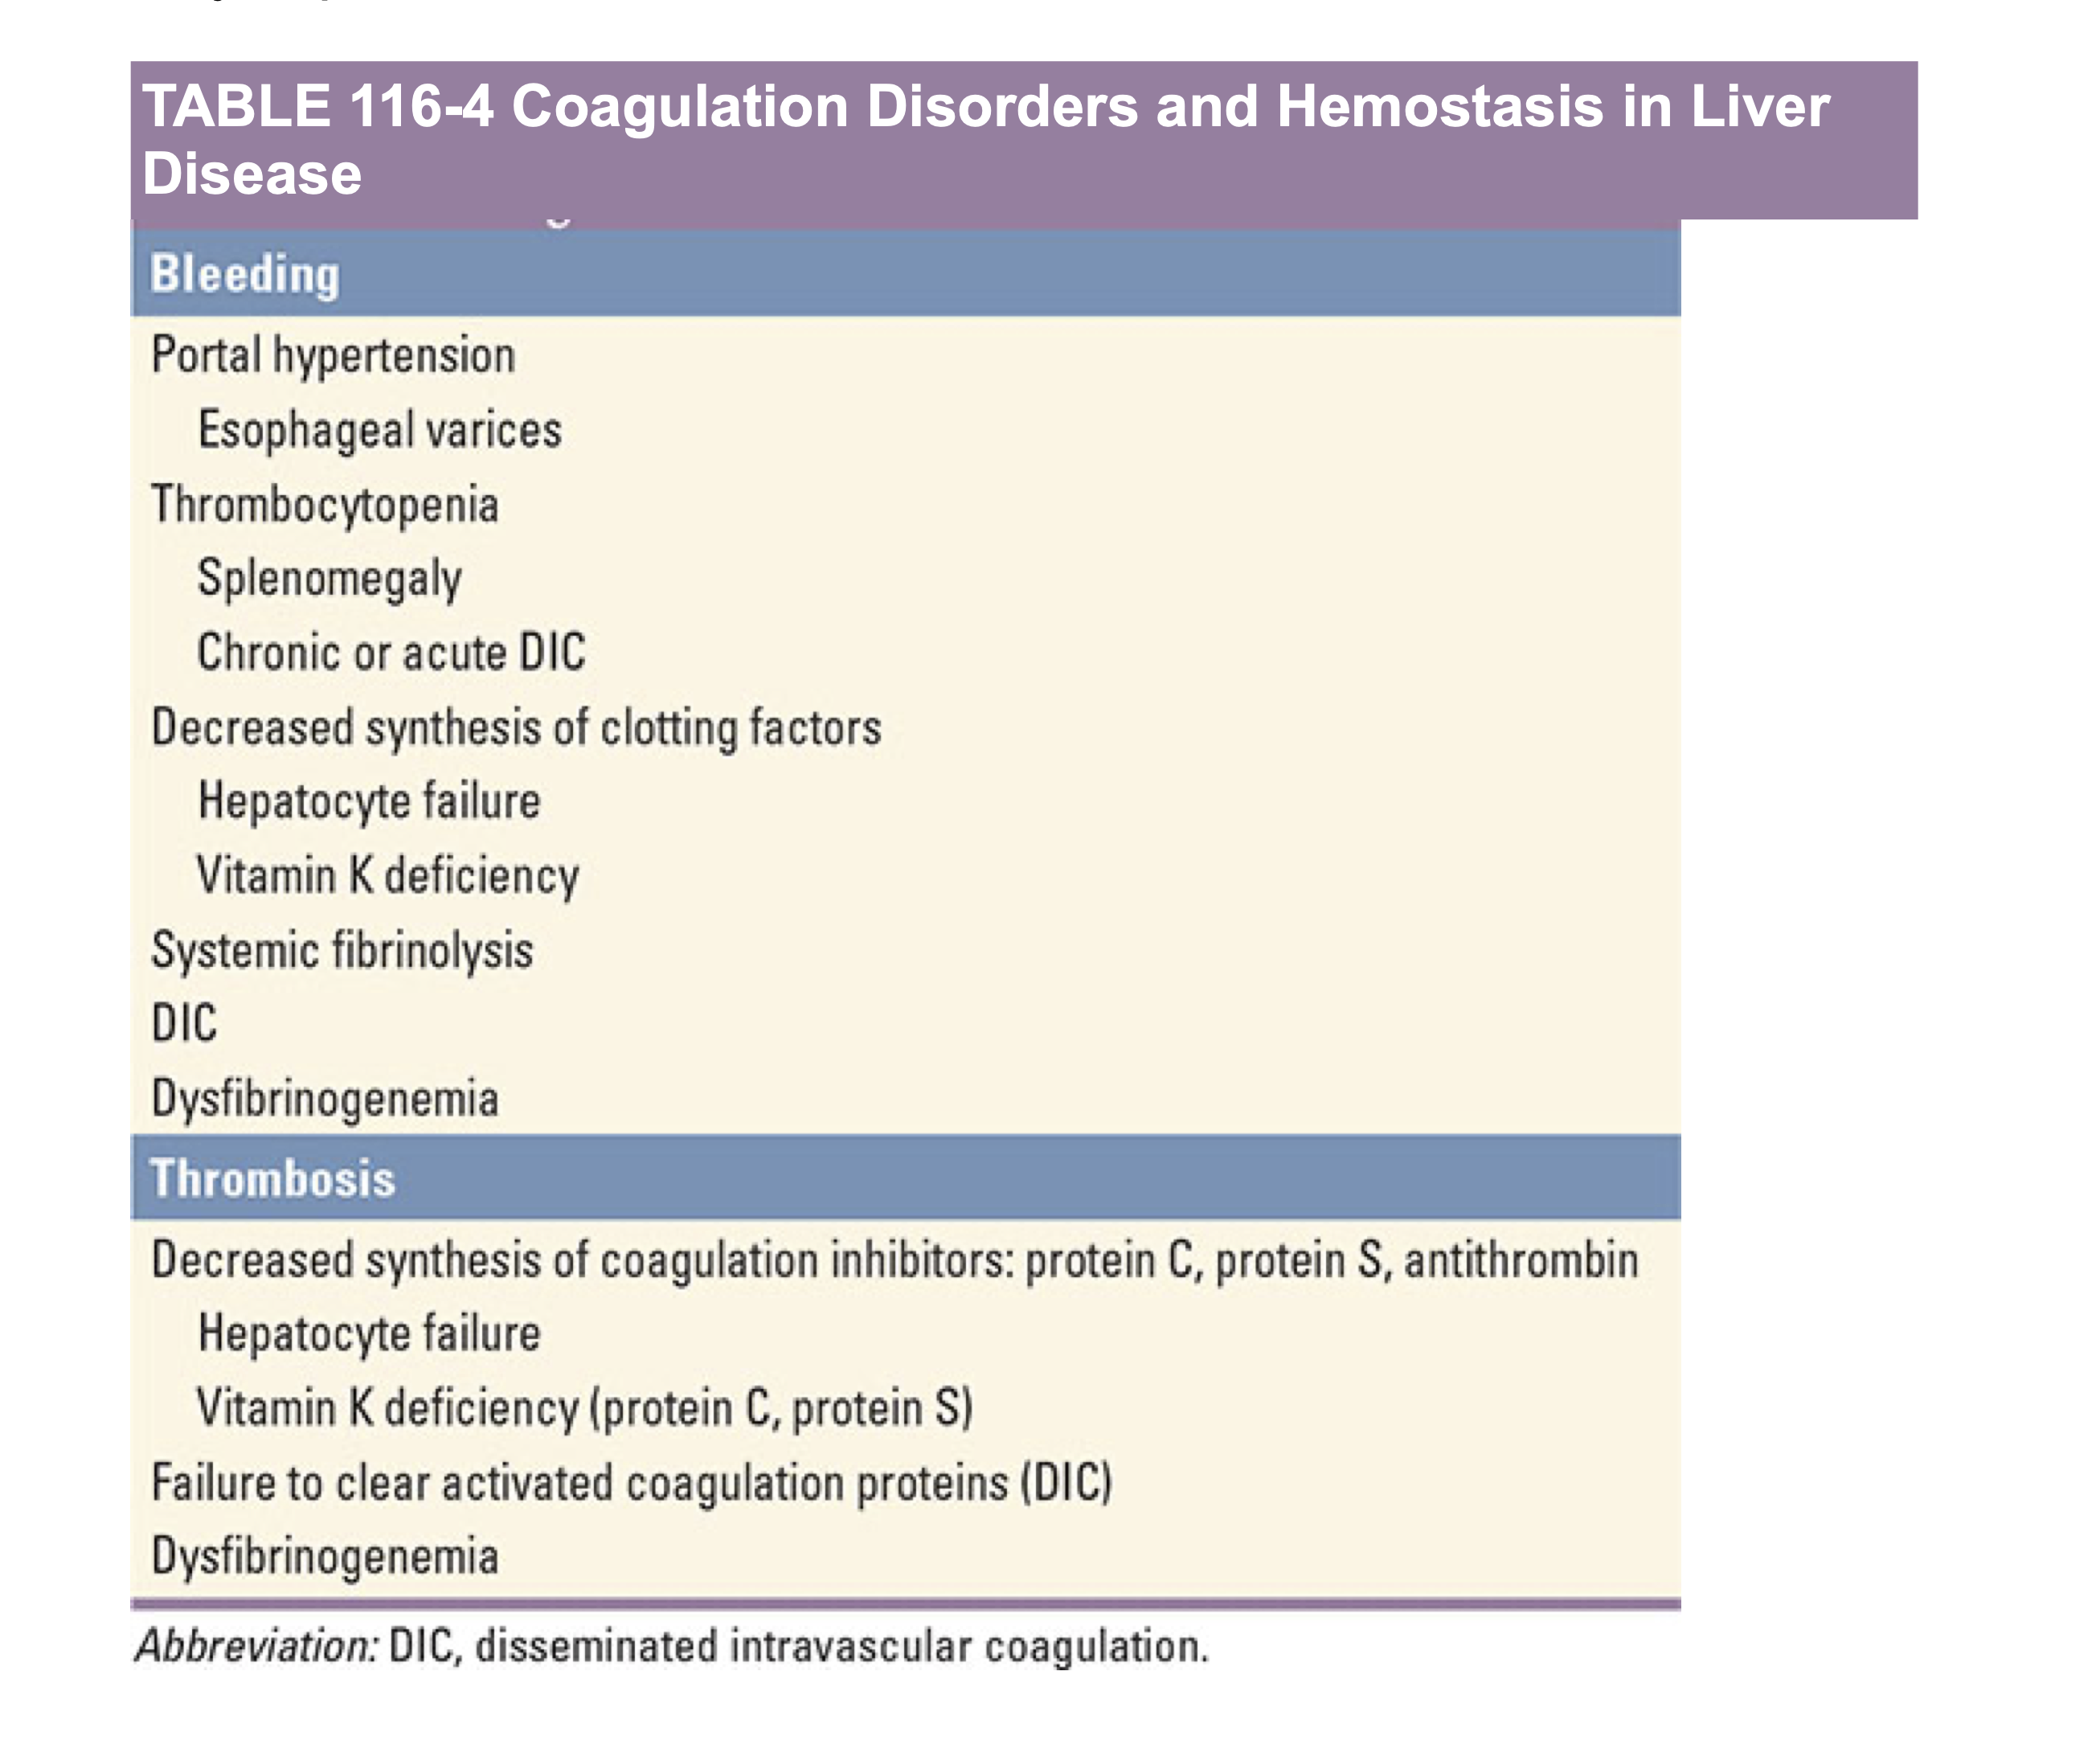 TABLE 116-4 Coagulation Disorders and Hemostasis in Liver
Disease
Bleeding
Portal hypertension
Esophageal varices
Thrombocytopenia
Splenomegaly
Chronic or acute DIC
Decreased synthesis of clotting factors
Hepatocyte failure
Vitamin K deficiency
Systemic fibrinolysis
DIC
Dysfibrinogenemia
Thrombosis
Decreased synthesis of coagulation inhibitors: protein C, protein S, antithrombin
Hepatocyte failure
Vitamin K deficiency (protein C, protein S)
Failure to clear activated coagulation proteins (DIC)
Dysfibrinogenemia
Abbreviation: DIC, disseminated intravascular coagulation.